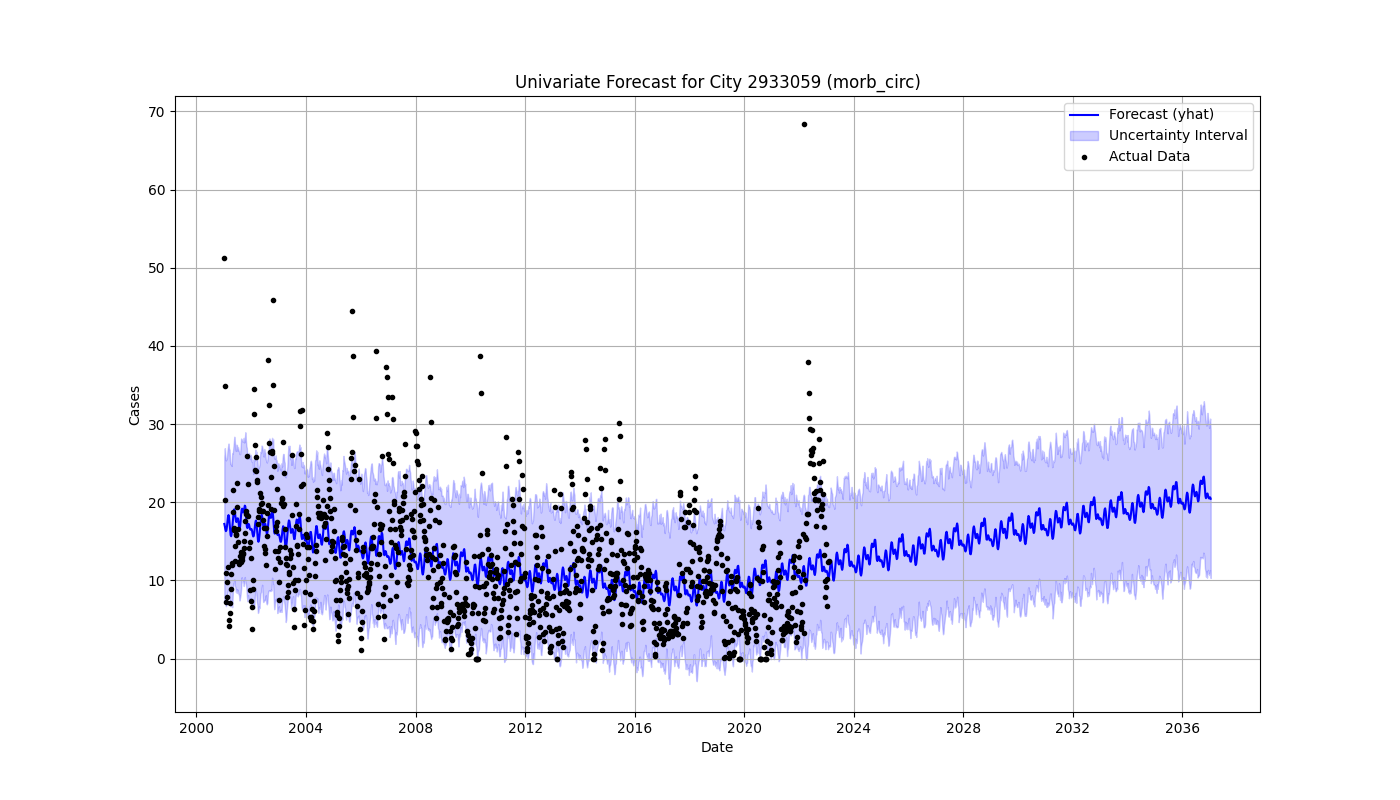 Univariate Forecast for City 2933059 (morb_circ)
Forecast (yhat)
Uncertainty Interval
Actual Data
70
60
50
40
30
20
10
0
Cases
2000 2004 2008 2012 2016 2020 2024 2028 2032 2036
Date